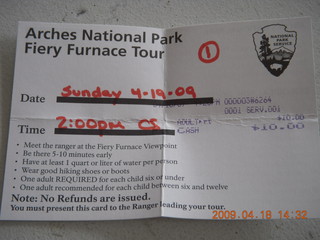 Arches National Park
Fiery Furnace Tour
1
NATIONAL
PARK
SERVICE
Sunday 4-19-09
Date
0001 SERV.001
$10.00
2:00pm CS
Time
CASH
$10.00
• Meet the ranger at the Fiery Furnace Viewpoint
• Be there 5-10 minutes early
• Have at least 1 quart or liter of water per person
• Wear good hiking shoes or boots
• One adult REQUIRED for each child six or under
• One adult recommended for each child between six and twelve
Note: No Refunds are issued.
You must present this card to the Ranger leading your tour.
2009.04.18 14:32